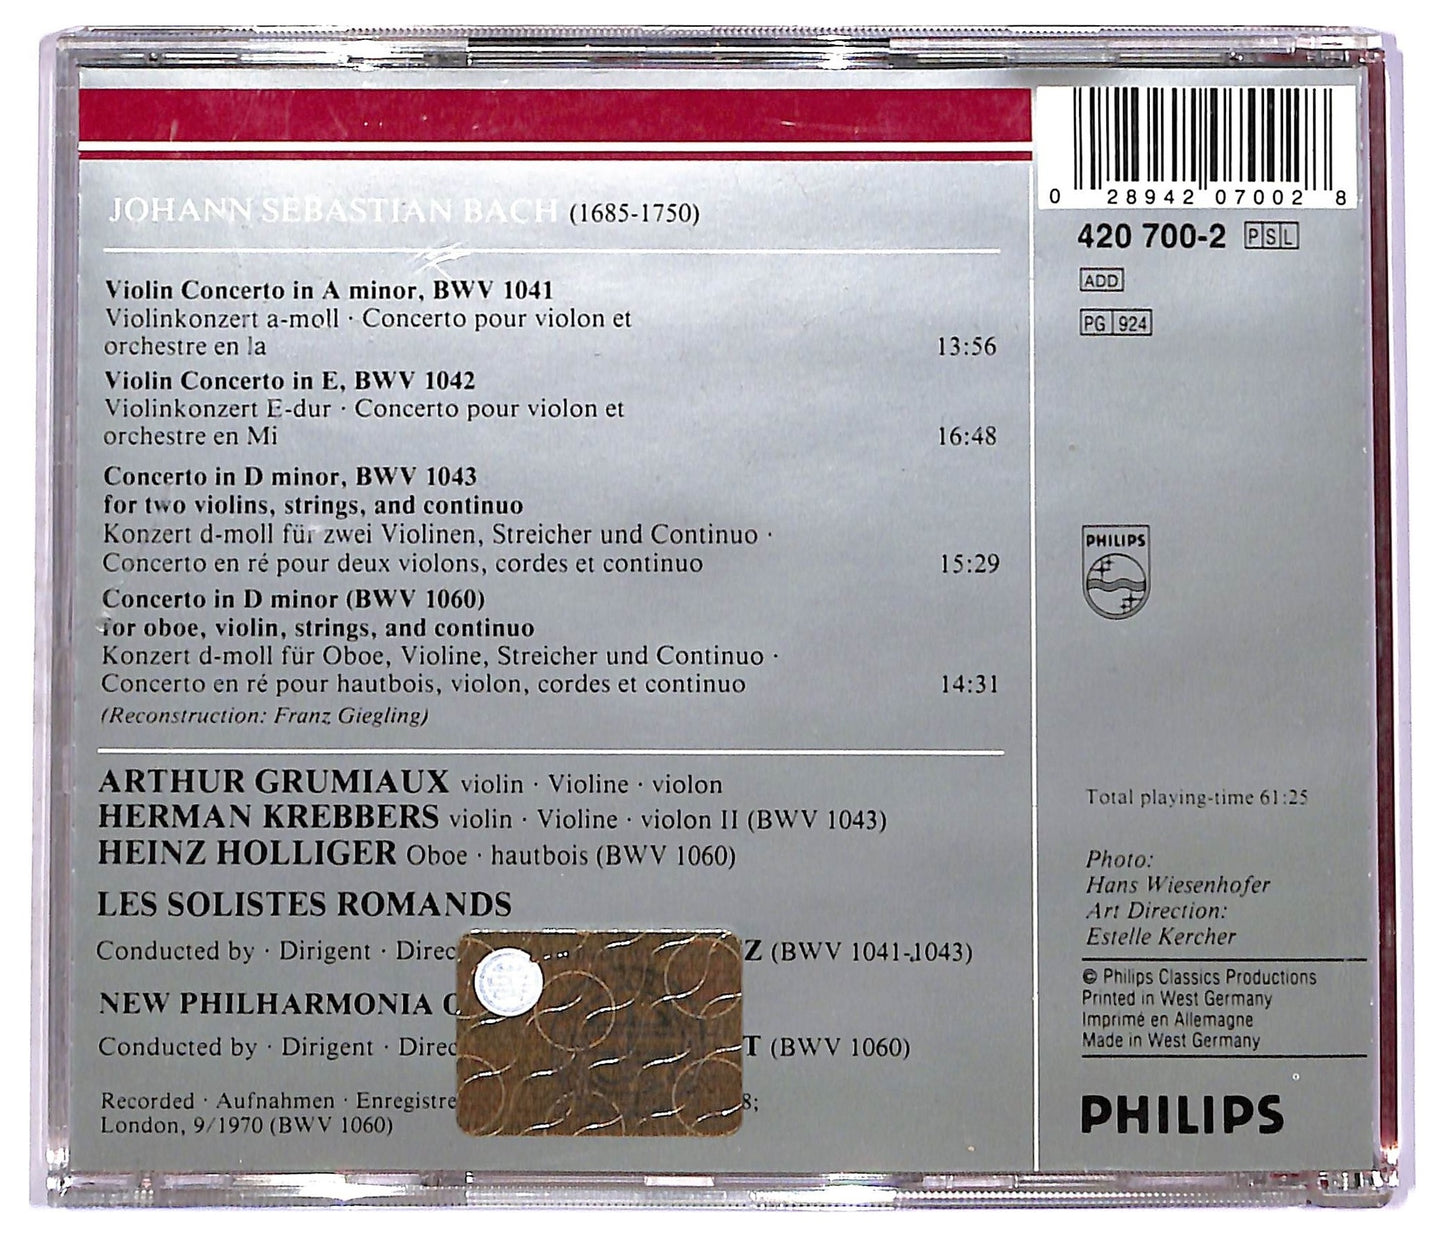 JOHANN SEBASTIAN BACH (1685-1750)
Violin Concerto in A minor, BWV 1041
Violinkonzert a-moll · Concerto pour violon et
orchestre en la 13:56
Violin Concerto in E, BWV 1042
Violinkonzert E-dur · Concerto pour violon et
orchestre en Mi 16:48
Concerto in D minor, BWV 1043
for two violins, strings, and continuo
Konzert d-moll für zwei Violinen, Streicher und Continuo ·
Concerto en ré pour deux violons, cordes et continuo 15:29
Concerto in D minor (BWV 1060)
for oboe, violin, strings, and continuo
Konzert d-moll für Oboe, Violine, Streicher und Continuo ·
Concerto en ré pour hautbois, violon, cordes et continuo 14:31
(Reconstruction: Franz Giegling)
ARTHUR GRUMIAUX violin · Violine · violon
HERMAN KREBBERS violin · Violine · violon II (BWV 1043)
HEINZ HOLLIGER Oboe · hautbois (BWV 1060)
LES SOLISTES ROMANDS
Conducted by · Dirigent · (BWV 1041-1043)
NEW PHILHARMONIA
Conducted by · Dirigent · (BWV 1060)
Recorded · Aufnahmen ·
London, 9/1970 (BWV 1060)
0 28942 07002 8
420 700-2 PSL
ADD
PG 924
PHILIPS
Total playing-time 61:25
Photo:
Hans Wiesenhofer
Art Direction:
Estelle Kercher
© Philips Classics Productions
Printed in West Germany
Imprimé en Allemagne
Made in West Germany
PHILIPS